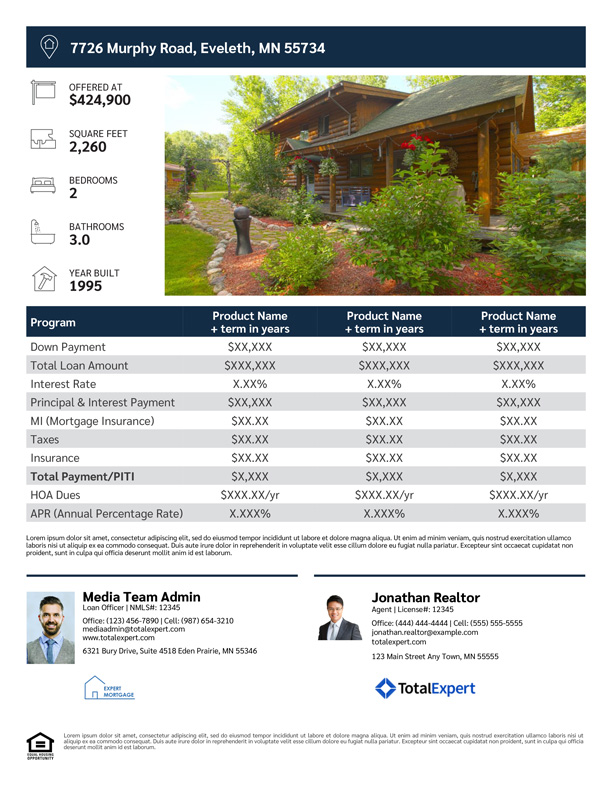 7726 Murphy Road, Eveleth, MN 55734
OFFERED AT
$424,900
SQUARE FEET
2,260
BEDROOMS
2
BATHROOMS
3.0
YEAR BUILT
1995
Program Product Name + term in years Product Name + term in years Product Name + term in years
Down Payment $XX,XXX $XX,XXX $XX,XXX
Total Loan Amount $XXX,XXX $XXX,XXX $XXX,XXX
Interest Rate X.XX% X.XX% X.XX%
Principal & Interest Payment $XX,XXX $XX,XXX $XX,XXX
MI (Mortgage Insurance) $XX.XX $XX.XX $XX.XX
Taxes $XX.XX $XX.XX $XX.XX
Insurance $XX.XX $XX.XX $XX.XX
Total Payment/PITI $X,XXX $X,XXX $X,XXX
HOA Dues $XXX.XX/yr $XXX.XX/yr $XXX.XX/yr
APR (Annual Percentage Rate) X.XXX% X.XXX% X.XXX%
Lorem ipsum dolor sit amet, consectetur adipiscing elit, sed do eiusmod tempor incididunt ut labore et dolore magna aliqua. Ut enim ad minim veniam, quis nostrud exercitation ullamco
laboris nisi ut aliquip ex ea commodo consequat. Duis aute irure dolor in reprehenderit in voluptate velit esse cillum dolore eu fugiat nulla pariatur. Excepteur sint occaecat cupidatat non
proident, sunt in culpa qui officia deserunt mollit anim id est laborum.
Media Team Admin
Loan Officer | NMLS#: 12345
Office: (123) 456-7890 | Cell: (987) 654-3210
mediaadmin@totalexpert.com
www.totalexpert.com
6321 Bury Drive, Suite 4518 Eden Prairie, MN 55346
EXPERT
MORTGAGE
Jonathan Realtor
Agent | License#: 12345
Office: (444) 444-4444 | Cell: (555) 555-5555
jonathan.realtor@example.com
totalexpert.com
123 Main Street Any Town, MN 55555
TotalExpert
EQUAL HOUSING
OPPORTUNITY
Lorem ipsum dolor sit amet, consectetur adipiscing elit, sed do eiusmod tempor incididunt ut labore et dolore magna aliqua. Ut enim ad minim veniam, quis nostrud exercitation ullamco laboris nisi ut
aliquip ex ea commodo consequat. Duis aute irure dolor in reprehenderit in voluptate velit esse cillum dolore eu fugiat nulla pariatur. Excepteur sint occaecat cupidatat non proident, sunt in culpa qui officia
deserunt mollit anim id est laborum.